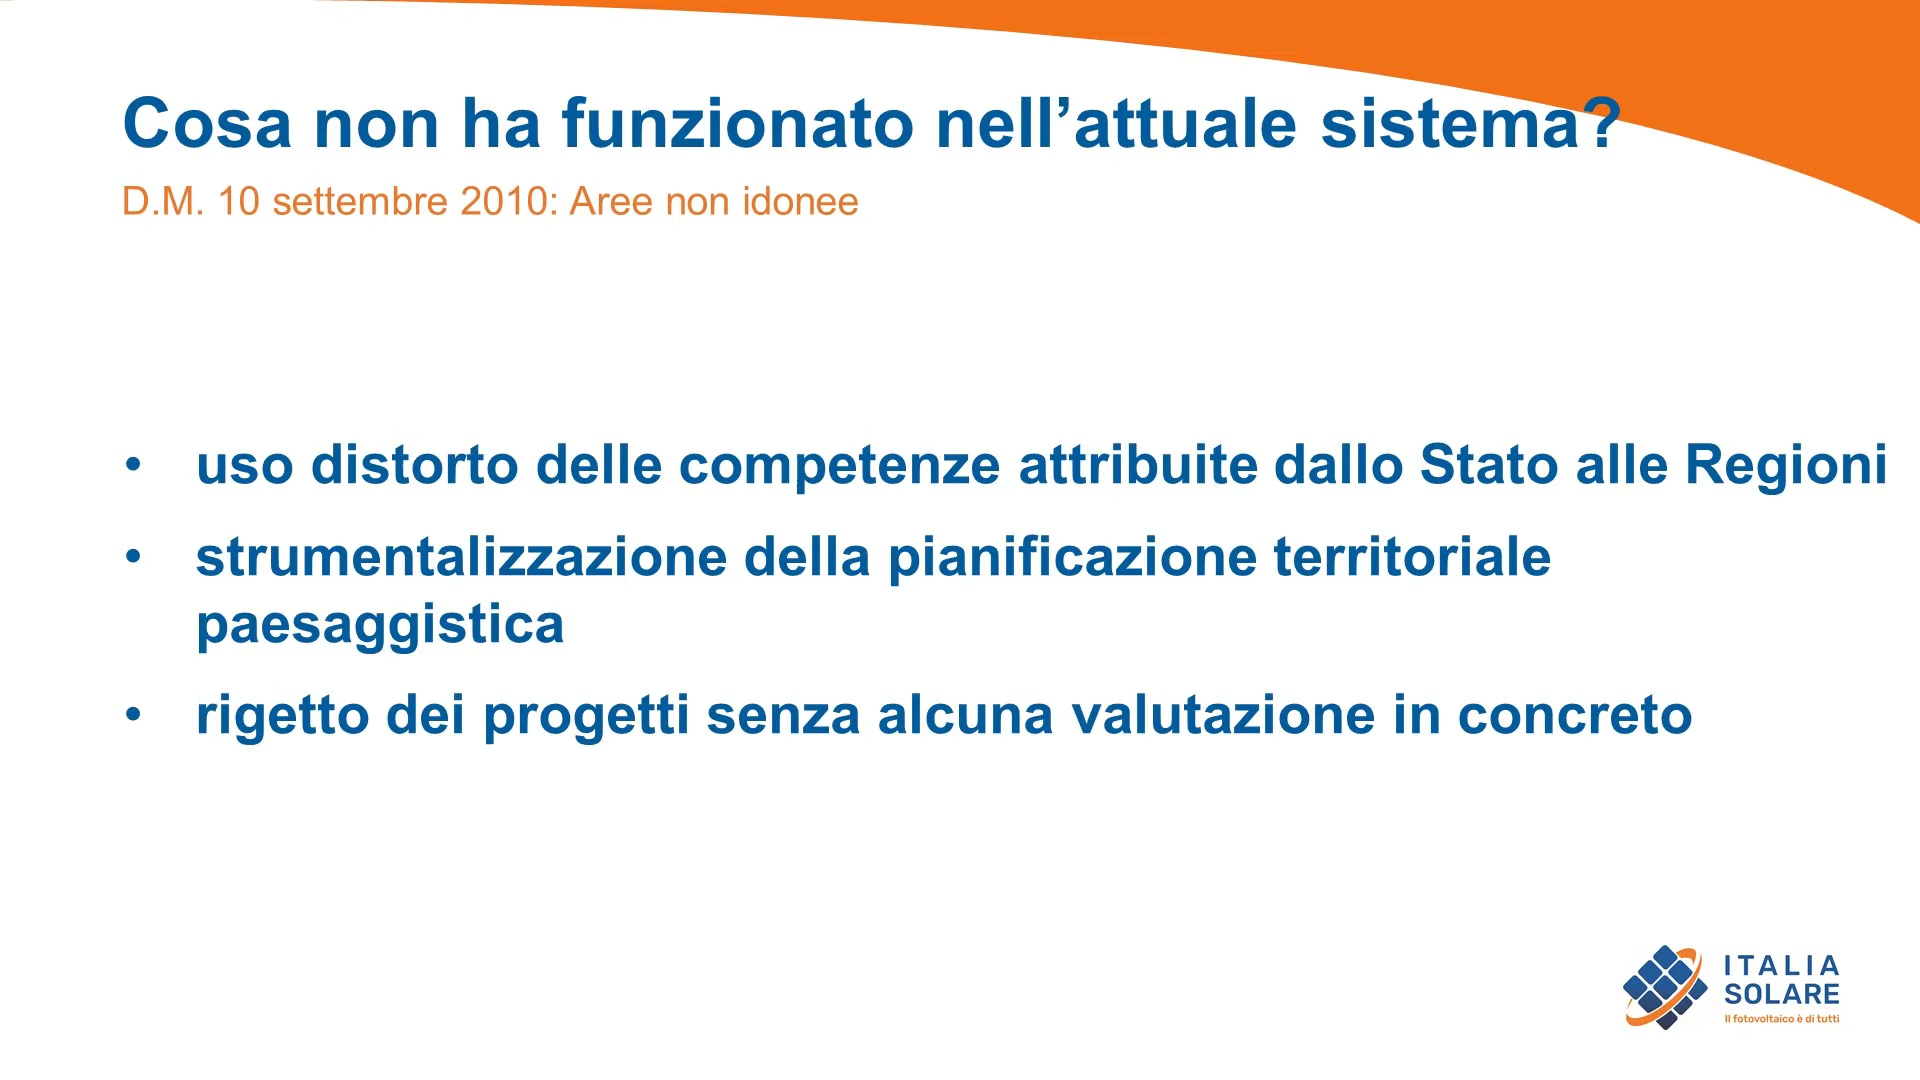 Cosa non ha funzionato nell’attuale sistema?
D.M. 10 settembre 2010: Aree non idonee
• uso distorto delle competenze attribuite dallo Stato alle Regioni
• strumentalizzazione della pianificazione territoriale
paesaggistica
• rigetto dei progetti senza alcuna valutazione in concreto
ITALIA
SOLARE
Il fotovoltaico è di tutti